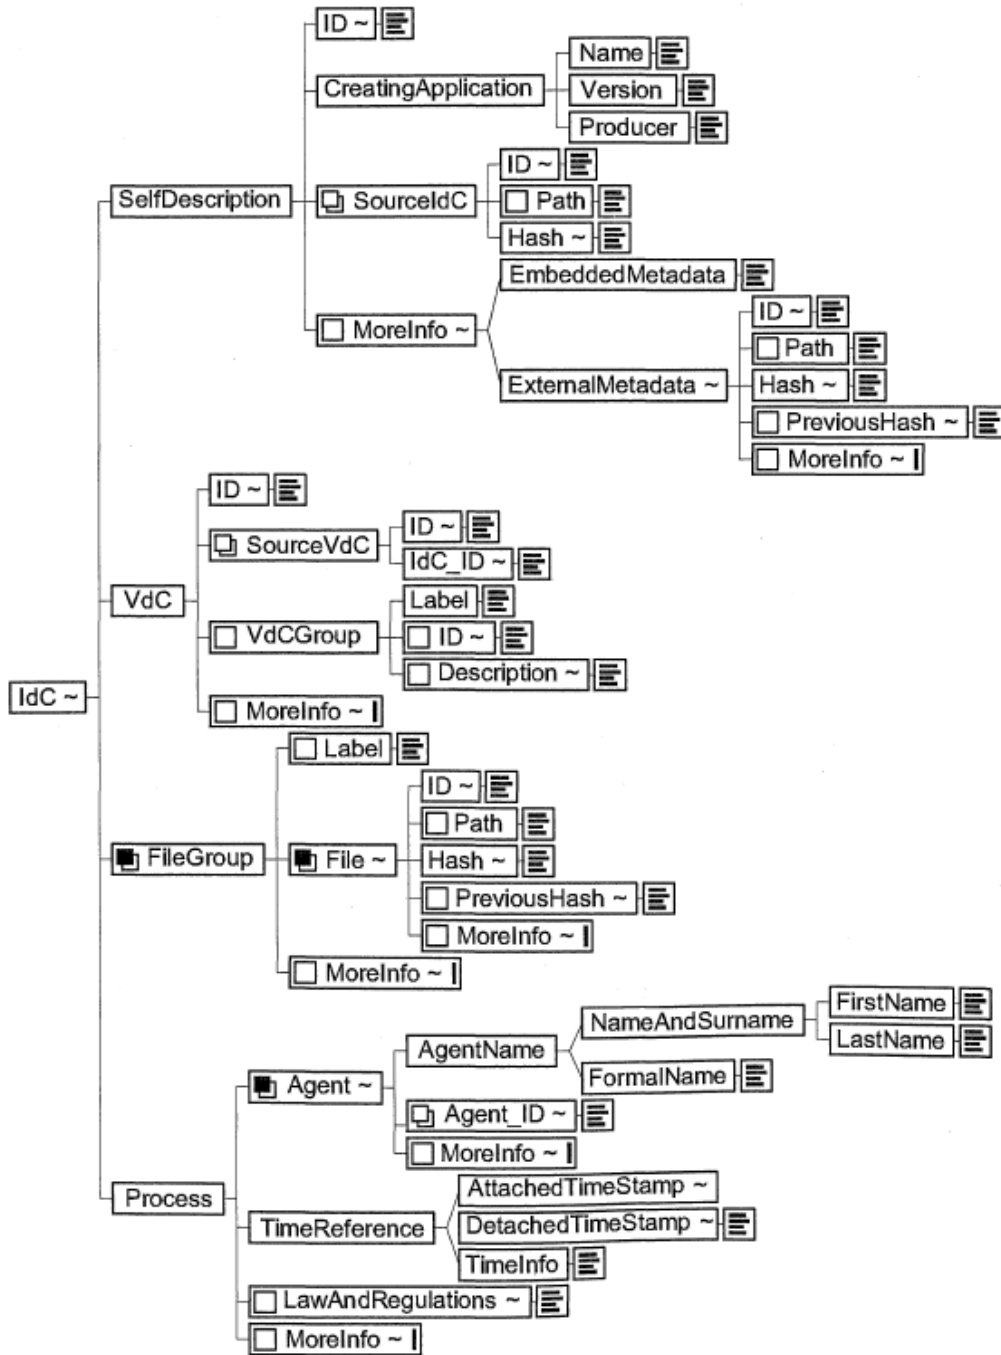 ID ~
CreatingApplication
Name
Version
Producer
SelfDescription
SourceIdC
ID ~
Path
Hash ~
MoreInfo ~
EmbeddedMetadata
ExternalMetadata ~
ID ~
Path
Hash ~
PreviousHash ~
MoreInfo ~
ID ~
SourceVdC
ID ~
IdC_ID ~
VdC
VdCGroup
Label
ID ~
Description ~
MoreInfo ~
IdC ~
Label
FileGroup
File ~
ID ~
Path
Hash ~
PreviousHash ~
MoreInfo ~
MoreInfo ~
Process
Agent ~
AgentName
NameAndSurname
FirstName
LastName
FormalName
Agent_ID ~
MoreInfo ~
TimeReference
AttachedTimeStamp ~
DetachedTimeStamp ~
TimeInfo
LawAndRegulations ~
MoreInfo ~